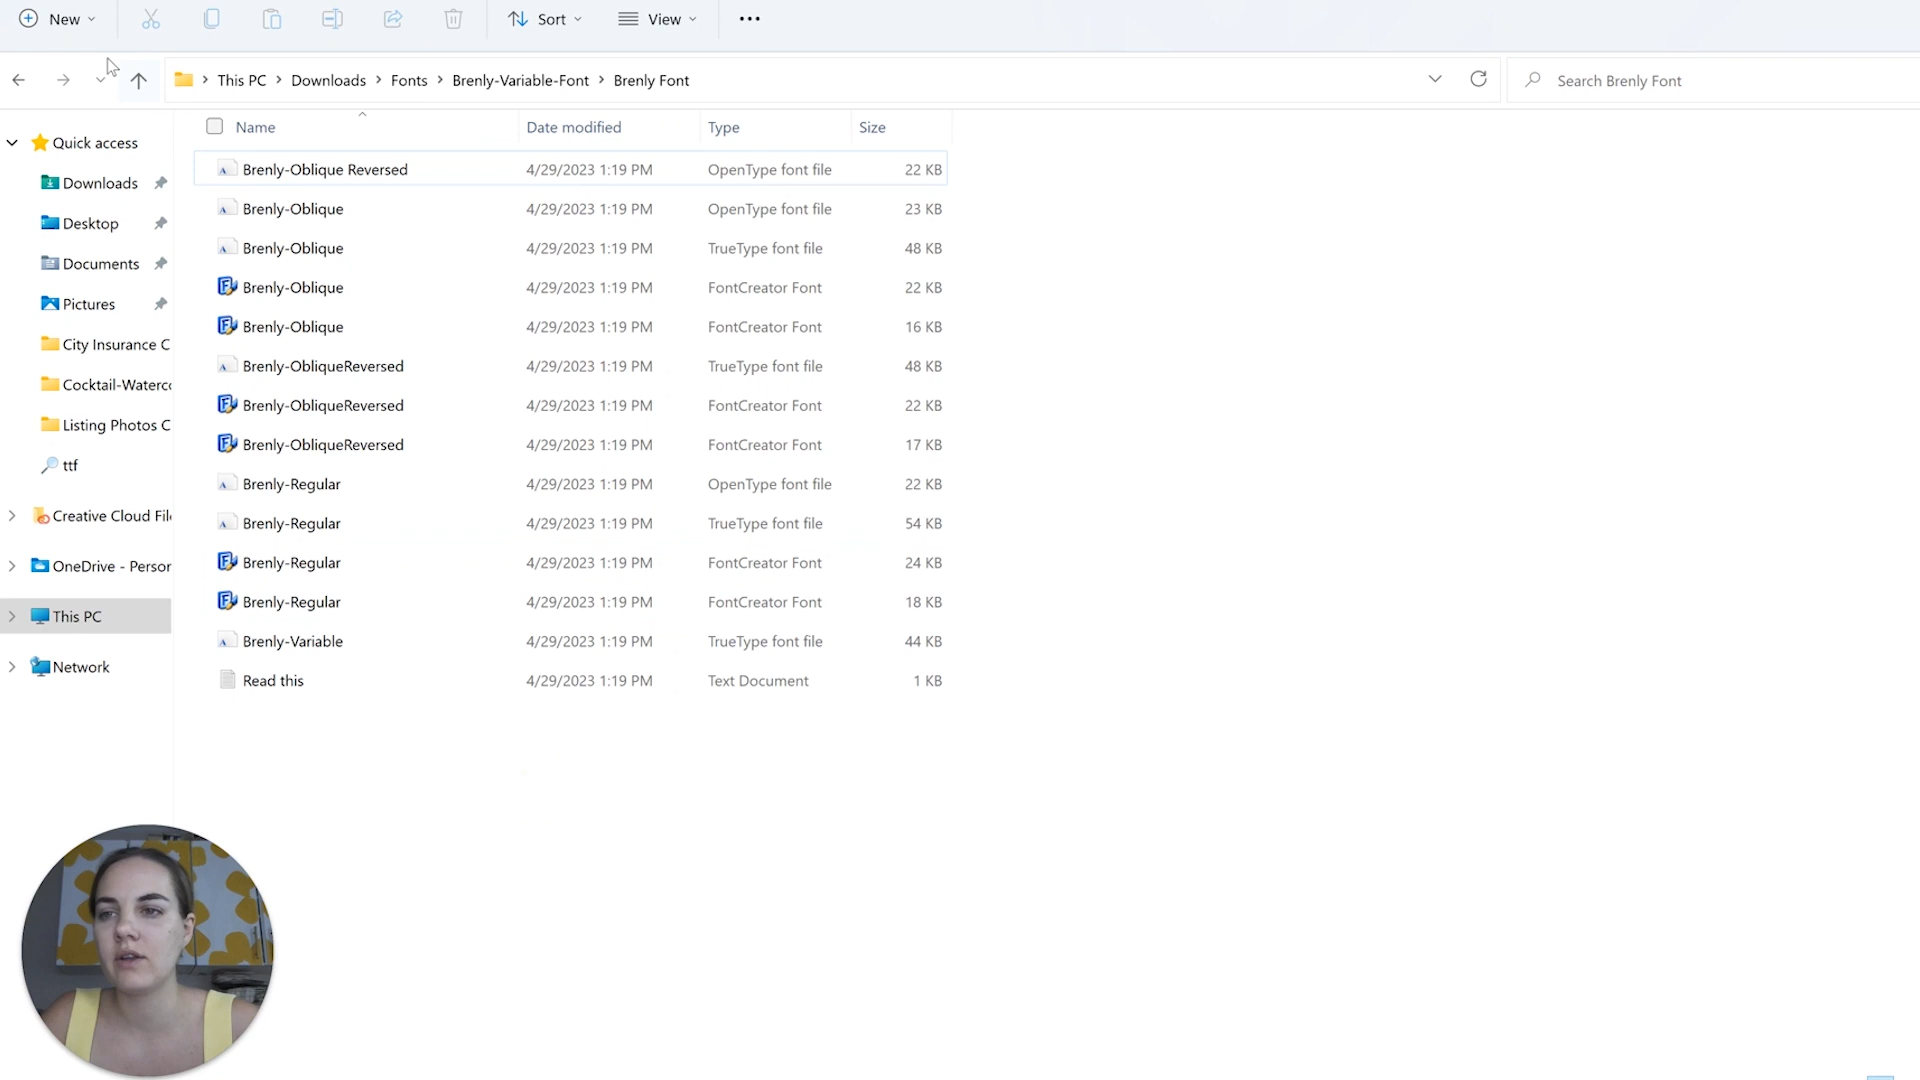 New
Sort
View
This PC > Downloads > Fonts > Brenly-Variable-Font > Brenly Font
Search Brenly Font
Name Date modified Type Size
Quick access
Downloads
Desktop
Documents
Pictures
City Insurance C
Cocktail-Waterc
Listing Photos C
ttf
Creative Cloud Fil
OneDrive - Person
This PC
Network
Brenly-Oblique Reversed 4/29/2023 1:19 PM OpenType font file 22 KB
Brenly-Oblique 4/29/2023 1:19 PM OpenType font file 23 KB
Brenly-Oblique 4/29/2023 1:19 PM TrueType font file 48 KB
Brenly-Oblique 4/29/2023 1:19 PM FontCreator Font 22 KB
Brenly-Oblique 4/29/2023 1:19 PM FontCreator Font 16 KB
Brenly-ObliqueReversed 4/29/2023 1:19 PM TrueType font file 48 KB
Brenly-ObliqueReversed 4/29/2023 1:19 PM FontCreator Font 22 KB
Brenly-ObliqueReversed 4/29/2023 1:19 PM FontCreator Font 17 KB
Brenly-Regular 4/29/2023 1:19 PM OpenType font file 22 KB
Brenly-Regular 4/29/2023 1:19 PM TrueType font file 54 KB
Brenly-Regular 4/29/2023 1:19 PM FontCreator Font 24 KB
Brenly-Regular 4/29/2023 1:19 PM FontCreator Font 18 KB
Brenly-Variable 4/29/2023 1:19 PM TrueType font file 44 KB
Read this 4/29/2023 1:19 PM Text Document 1 KB